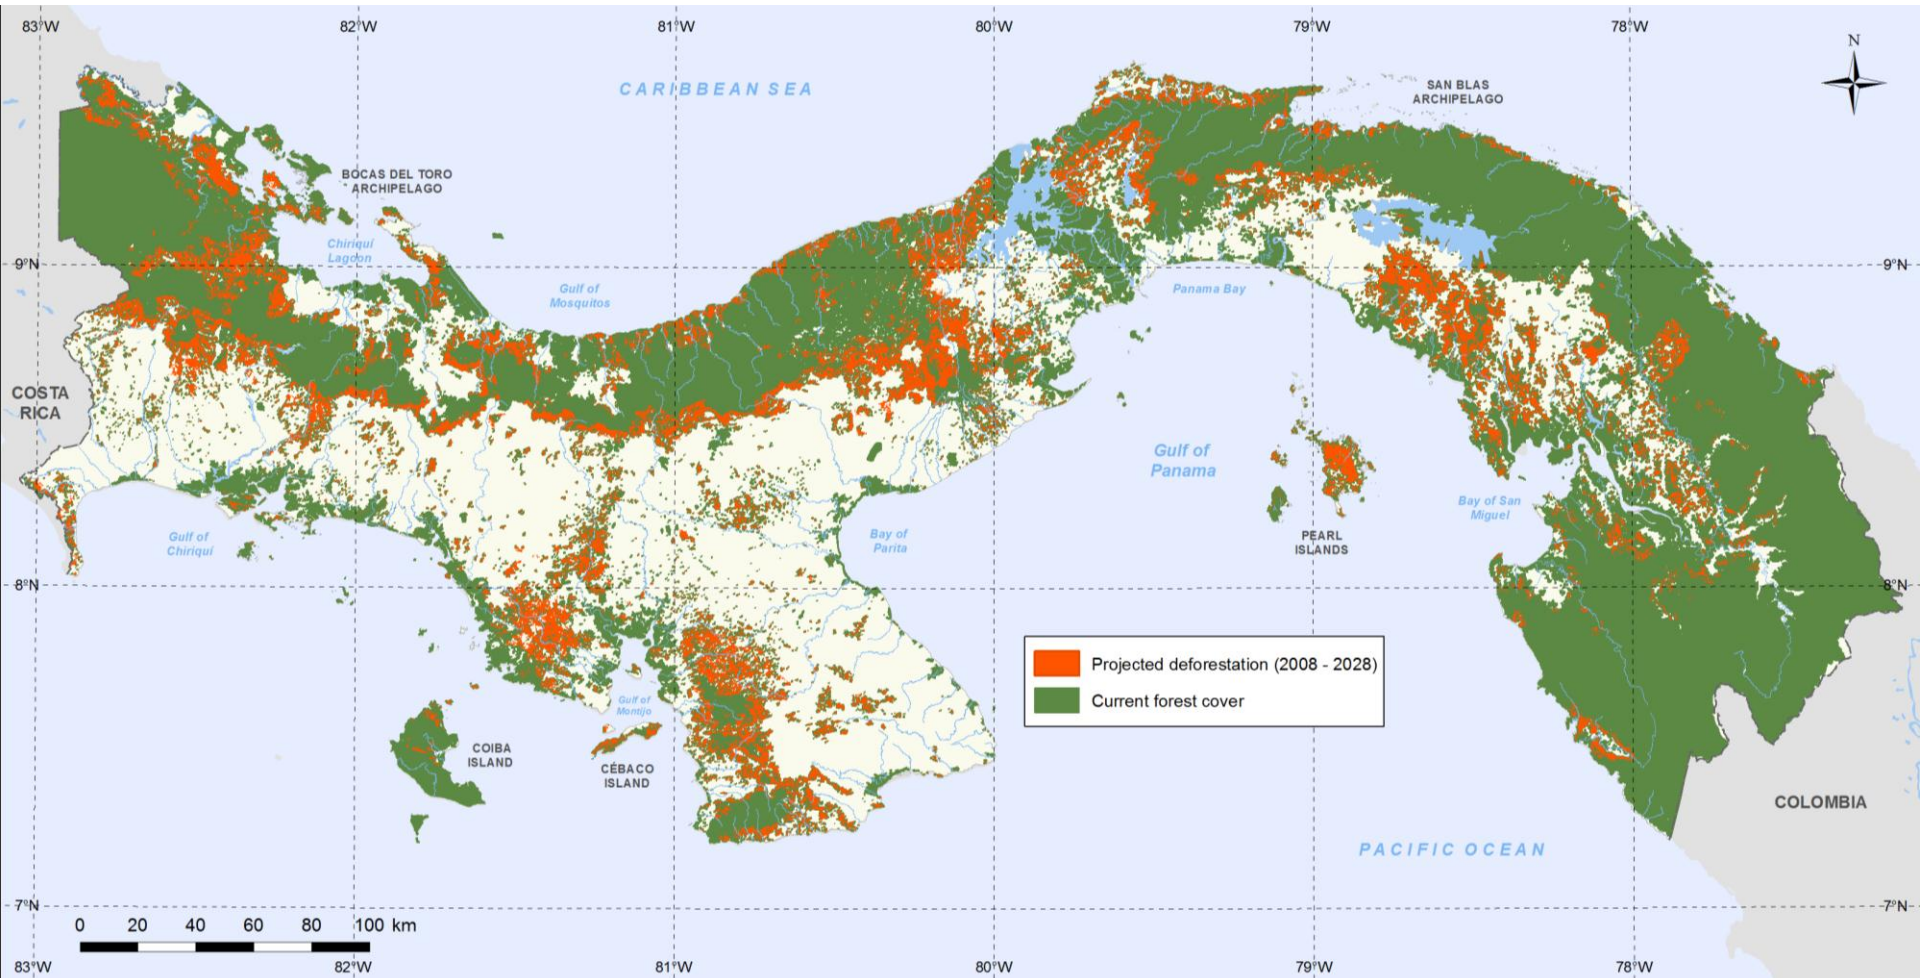 83°W 82°W 81°W 80°W 79°W 78°W
N
CARIBBEAN SEA
SAN BLAS
ARCHIPELAGO
BOCAS DEL TORO
ARCHIPELAGO
Chiriquí
Lagoon
9°N
9°N
Gulf of
Mosquitos
Panama Bay
COSTA
RICA
Gulf of
Panama
Bay of San
Miguel
Gulf of
Chiriquí
Bay of
Parita
PEARL
ISLANDS
8°N
8°N
Projected deforestation (2008 - 2028)
Current forest cover
Gulf of
Montijo
COIBA
ISLAND
CÉBACO
ISLAND
COLOMBIA
PACIFIC OCEAN
7°N
7°N
0 20 40 60 80 100 km
83°W 82°W 81°W 80°W 79°W 78°W